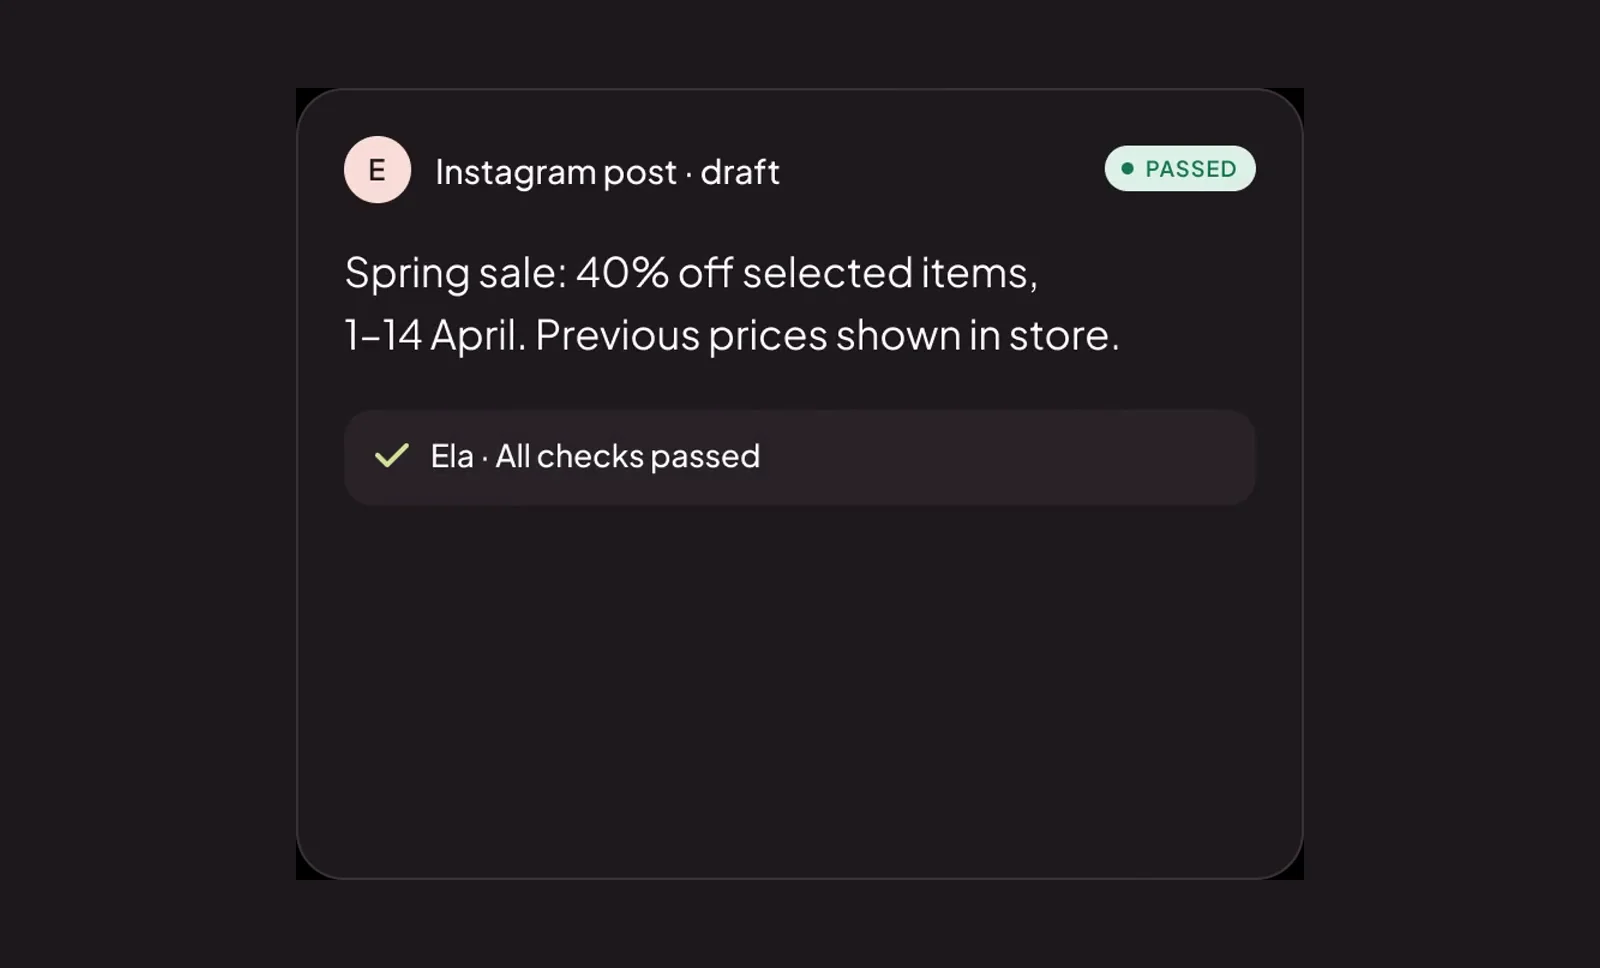 E
Instagram post · draft
PASSED
Spring sale: 40% off selected items,
1–14 April. Previous prices shown in store.
Ela · All checks passed